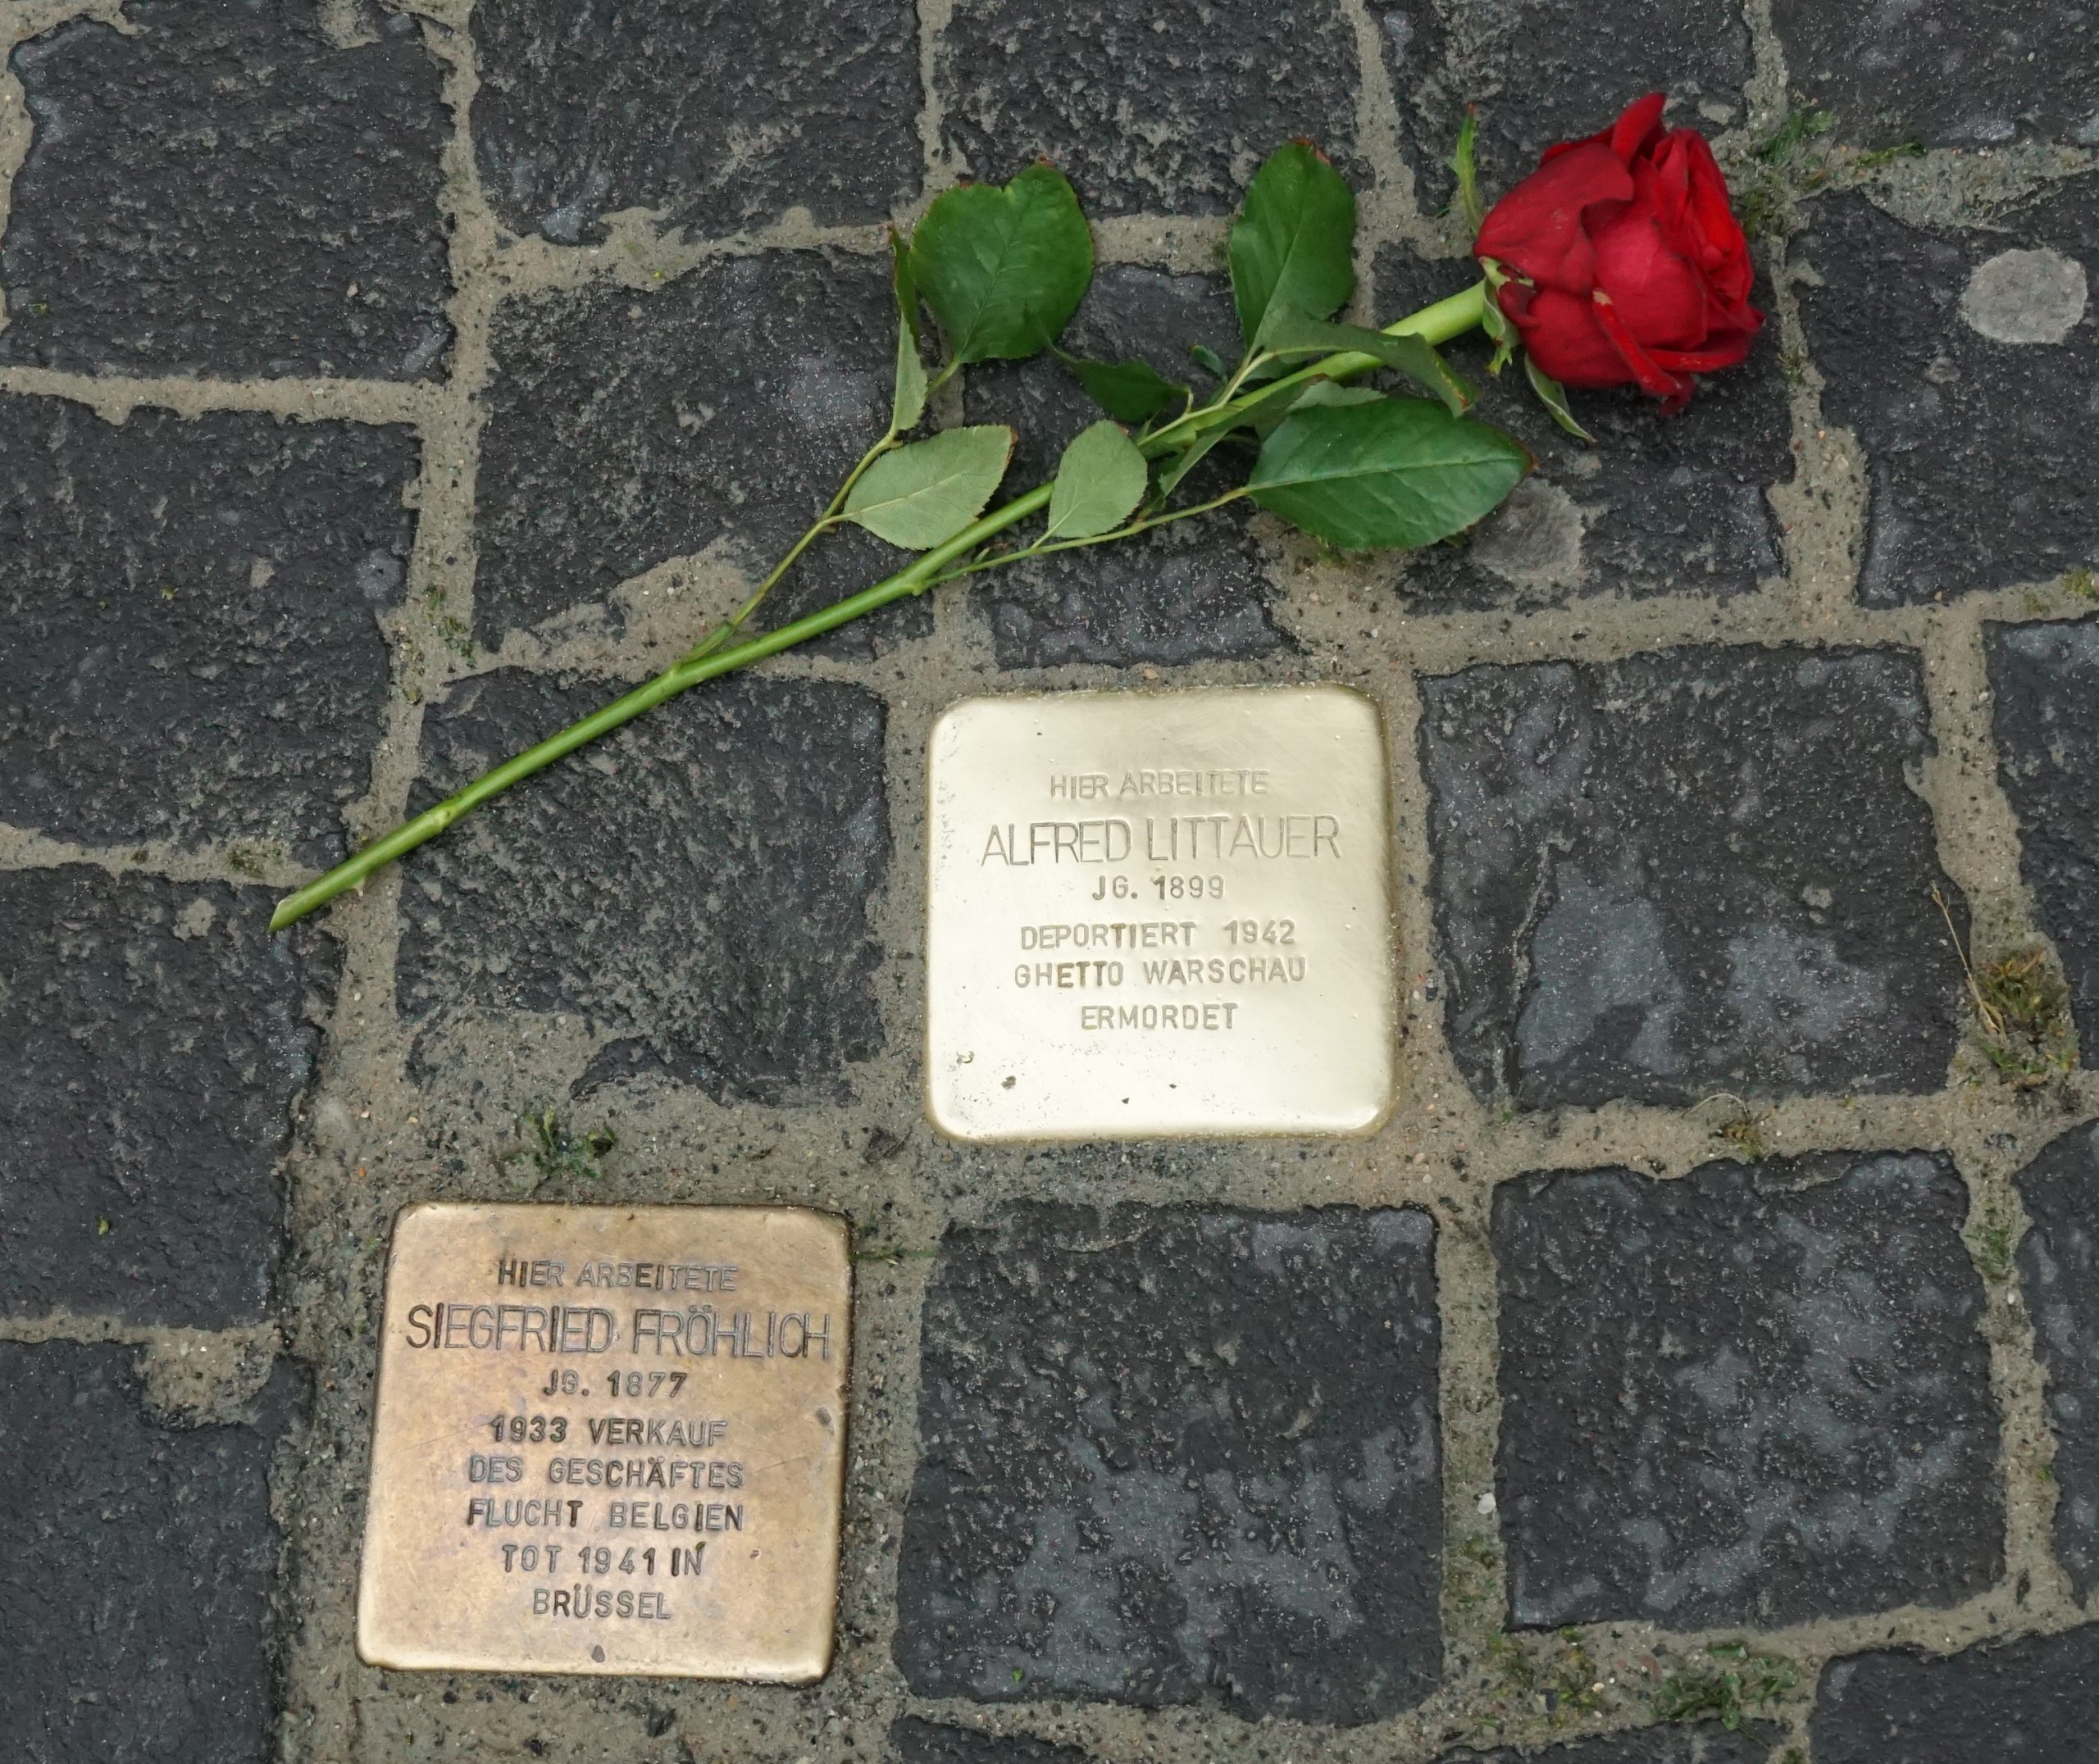 HIER ARBEITETE
ALFRED LITTAUER
JG. 1899
DEPORTIERT 1942
GHETTO WARSCHAU
ERMORDET
HIER ARBEITETE
SIEGFRIED FRÖHLICH
JG. 1877
1933 VERKAUF
DES GESCHÄFTES
FLUCHT BELGIEN
TOT 1941 IN
BRÜSSEL